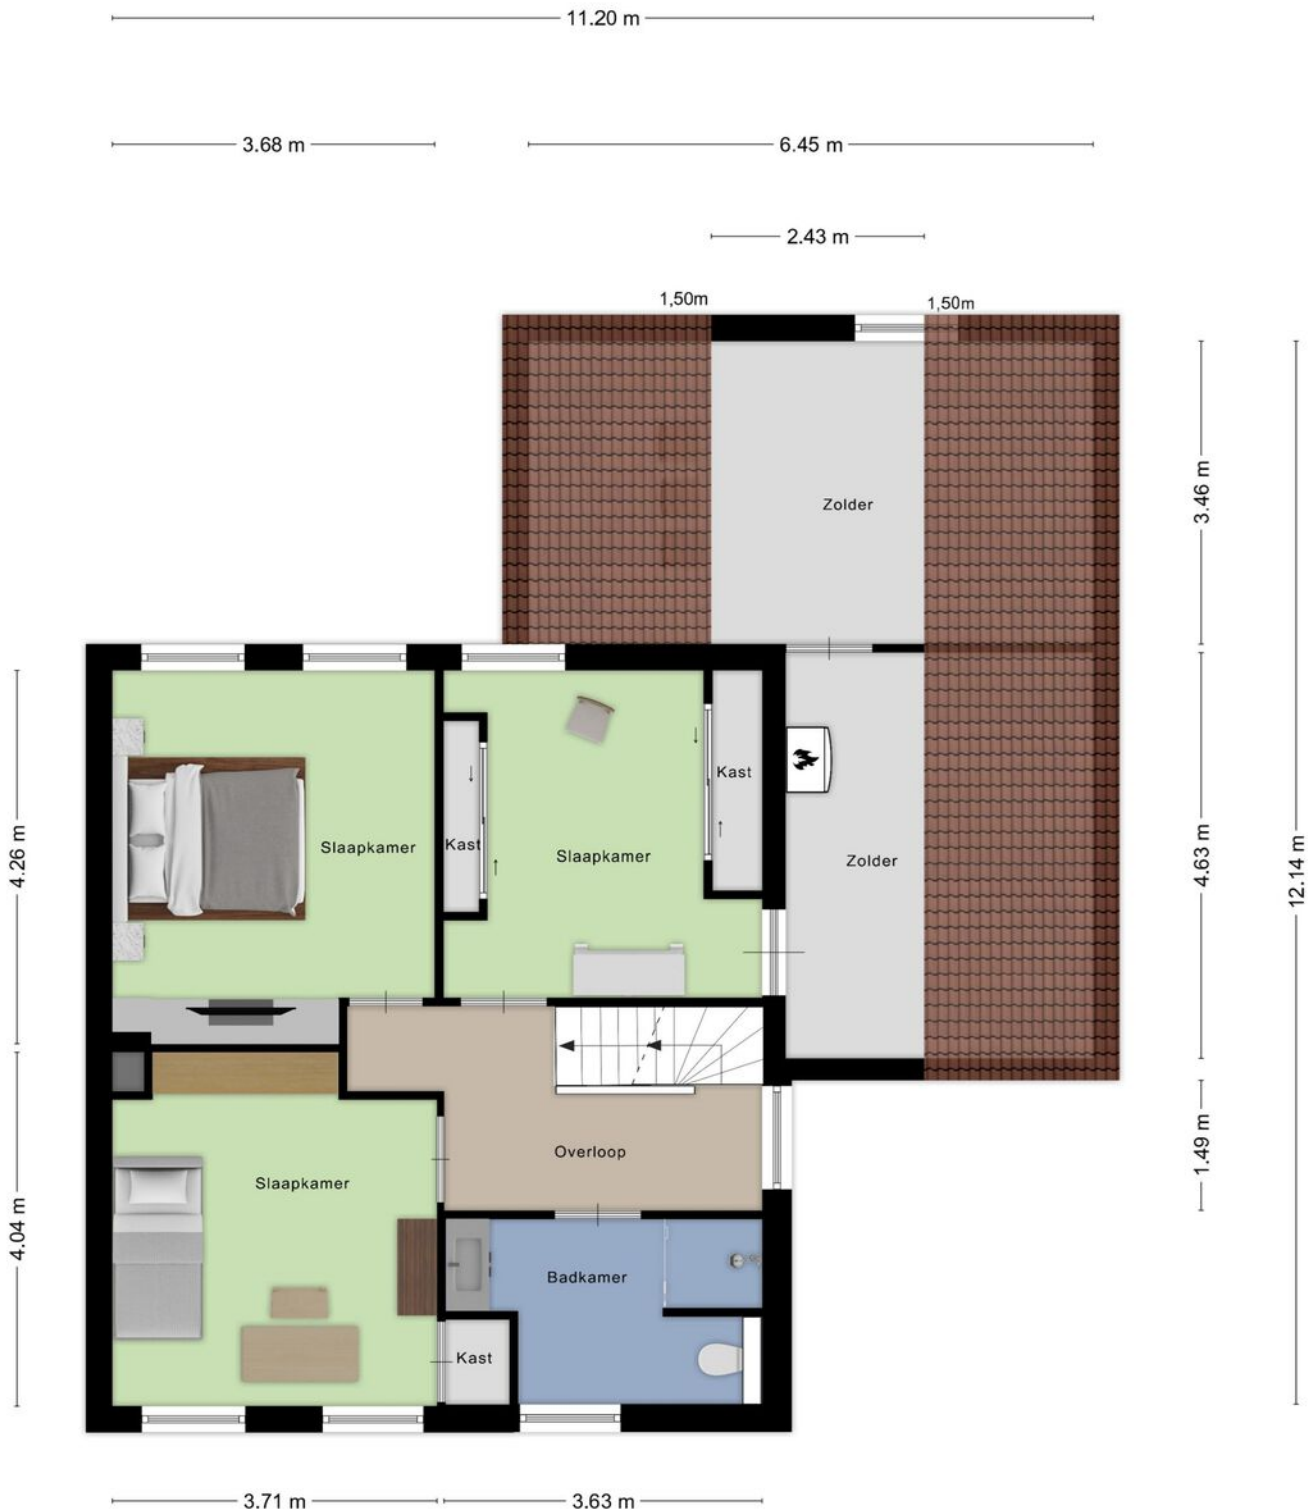 11.20 m
3.68 m
6.45 m
2.43 m
1,50m
1,50m
3.46 m
Zolder
12.14 m
4.26 m
4.63 m
Kast
Kast
Slaapkamer
Slaapkamer
Zolder
1.49 m
Overloop
4.04 m
Slaapkamer
Badkamer
Kast
3.71 m
3.63 m